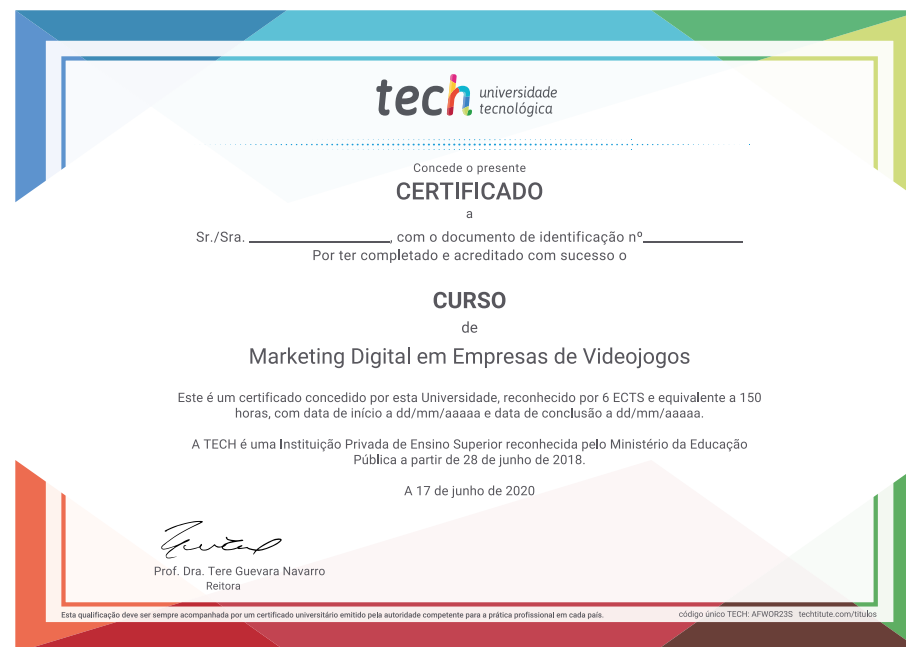 tech universidade
tecnológica
Concede o presente
CERTIFICADO
a
Sr./Sra. , com o documento de identificação nº
Por ter completado e acreditado com sucesso o
CURSO
de
Marketing Digital em Empresas de Videojogos
Este é um certificado concedido por esta Universidade, reconhecido por 6 ECTS e equivalente a 150
horas, com data de início a dd/mm/aaaaa e data de conclusão a dd/mm/aaaaa.
A TECH é uma Instituição Privada de Ensino Superior reconhecida pelo Ministério da Educação
Pública a partir de 28 de junho de 2018.
A 17 de junho de 2020
Prof. Dra. Tere Guevara Navarro
Reitora
Esta qualificação deve ser sempre acompanhada por um certificado universitário emitido pela autoridade competente para a prática profissional em cada país.
código único TECH: AFWOR23S techtitute.com/titulos